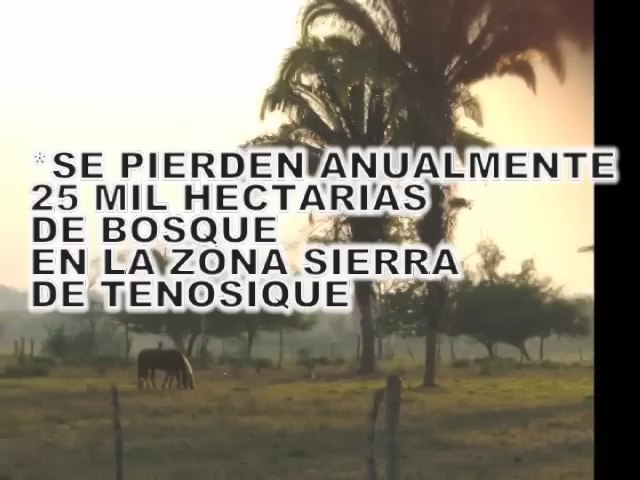 *SE PIERDEN ANUALMENTE
25 MIL HECTARIAS
DE BOSQUE
EN LA ZONA SIERRA
DE TENOSIQUE